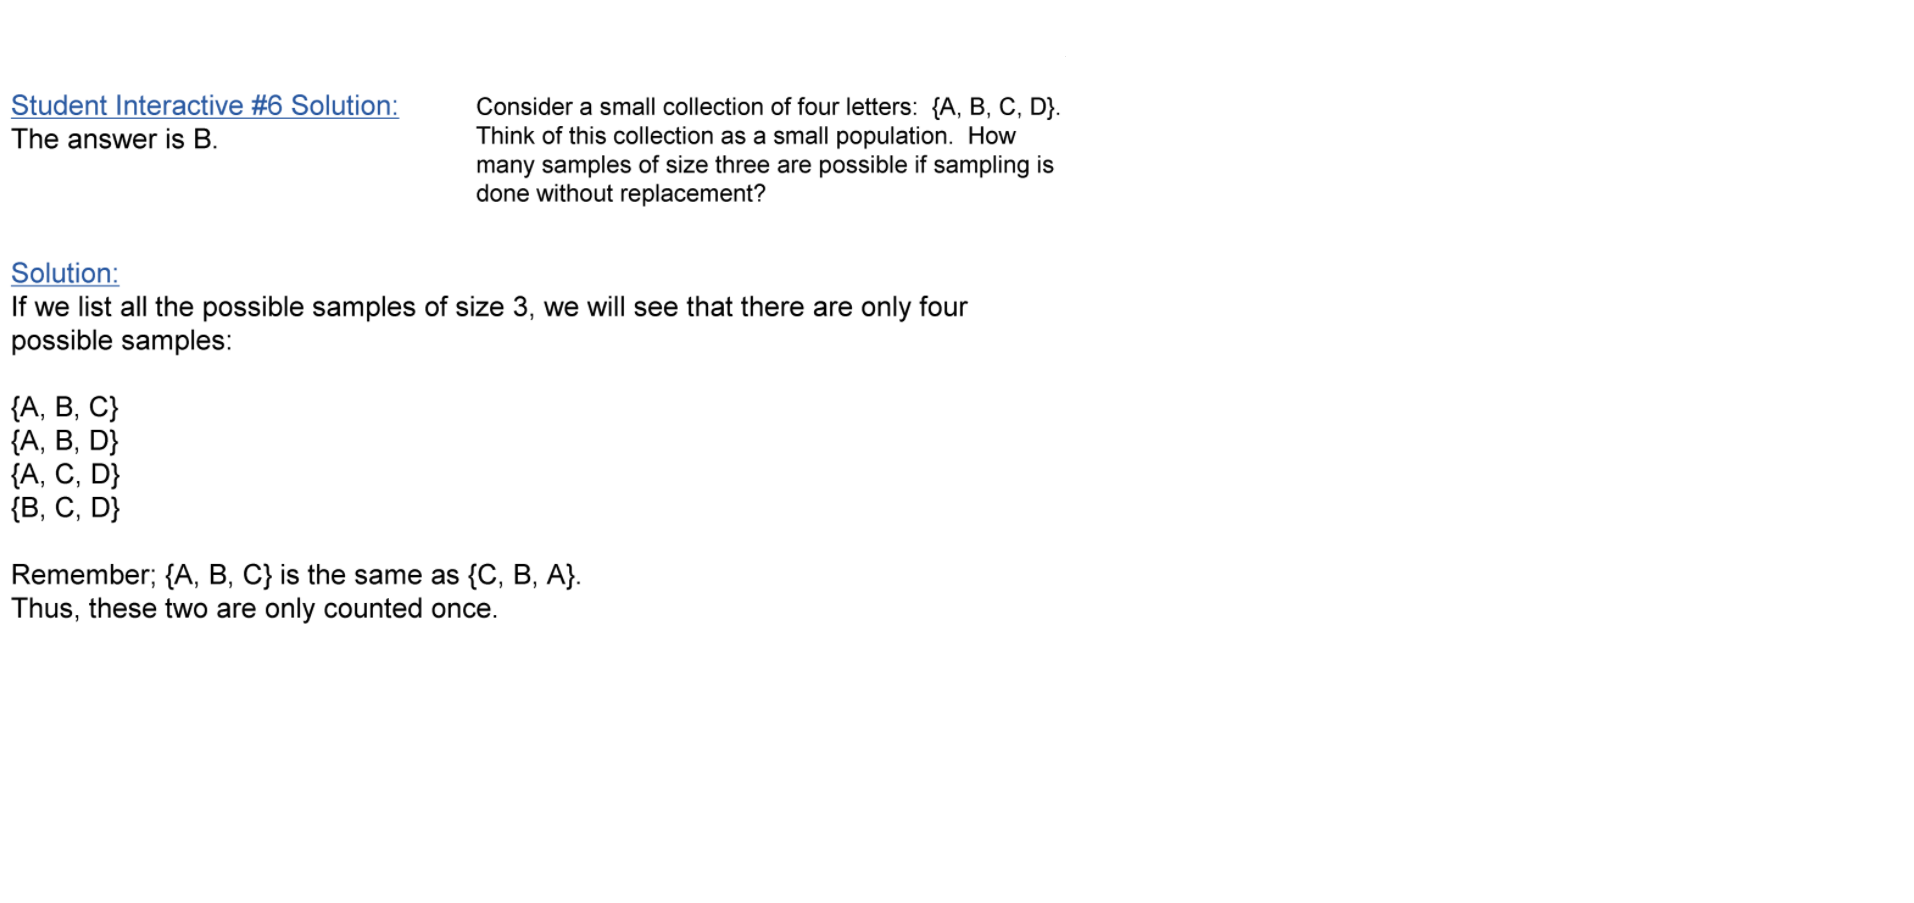 Student Interactive #6 Solution:
The answer is B.
Consider a small collection of four letters:  {A, B, C, D}.
Think of this collection as a small population.  How
many samples of size three are possible if sampling is
done without replacement?
Solution:
If we list all the possible samples of size 3, we will see that there are only four
possible samples:
{A, B, C}
{A, B, D}
{A, C, D}
{B, C, D}
Remember; {A, B, C} is the same as {C, B, A}.
Thus, these two are only counted once.